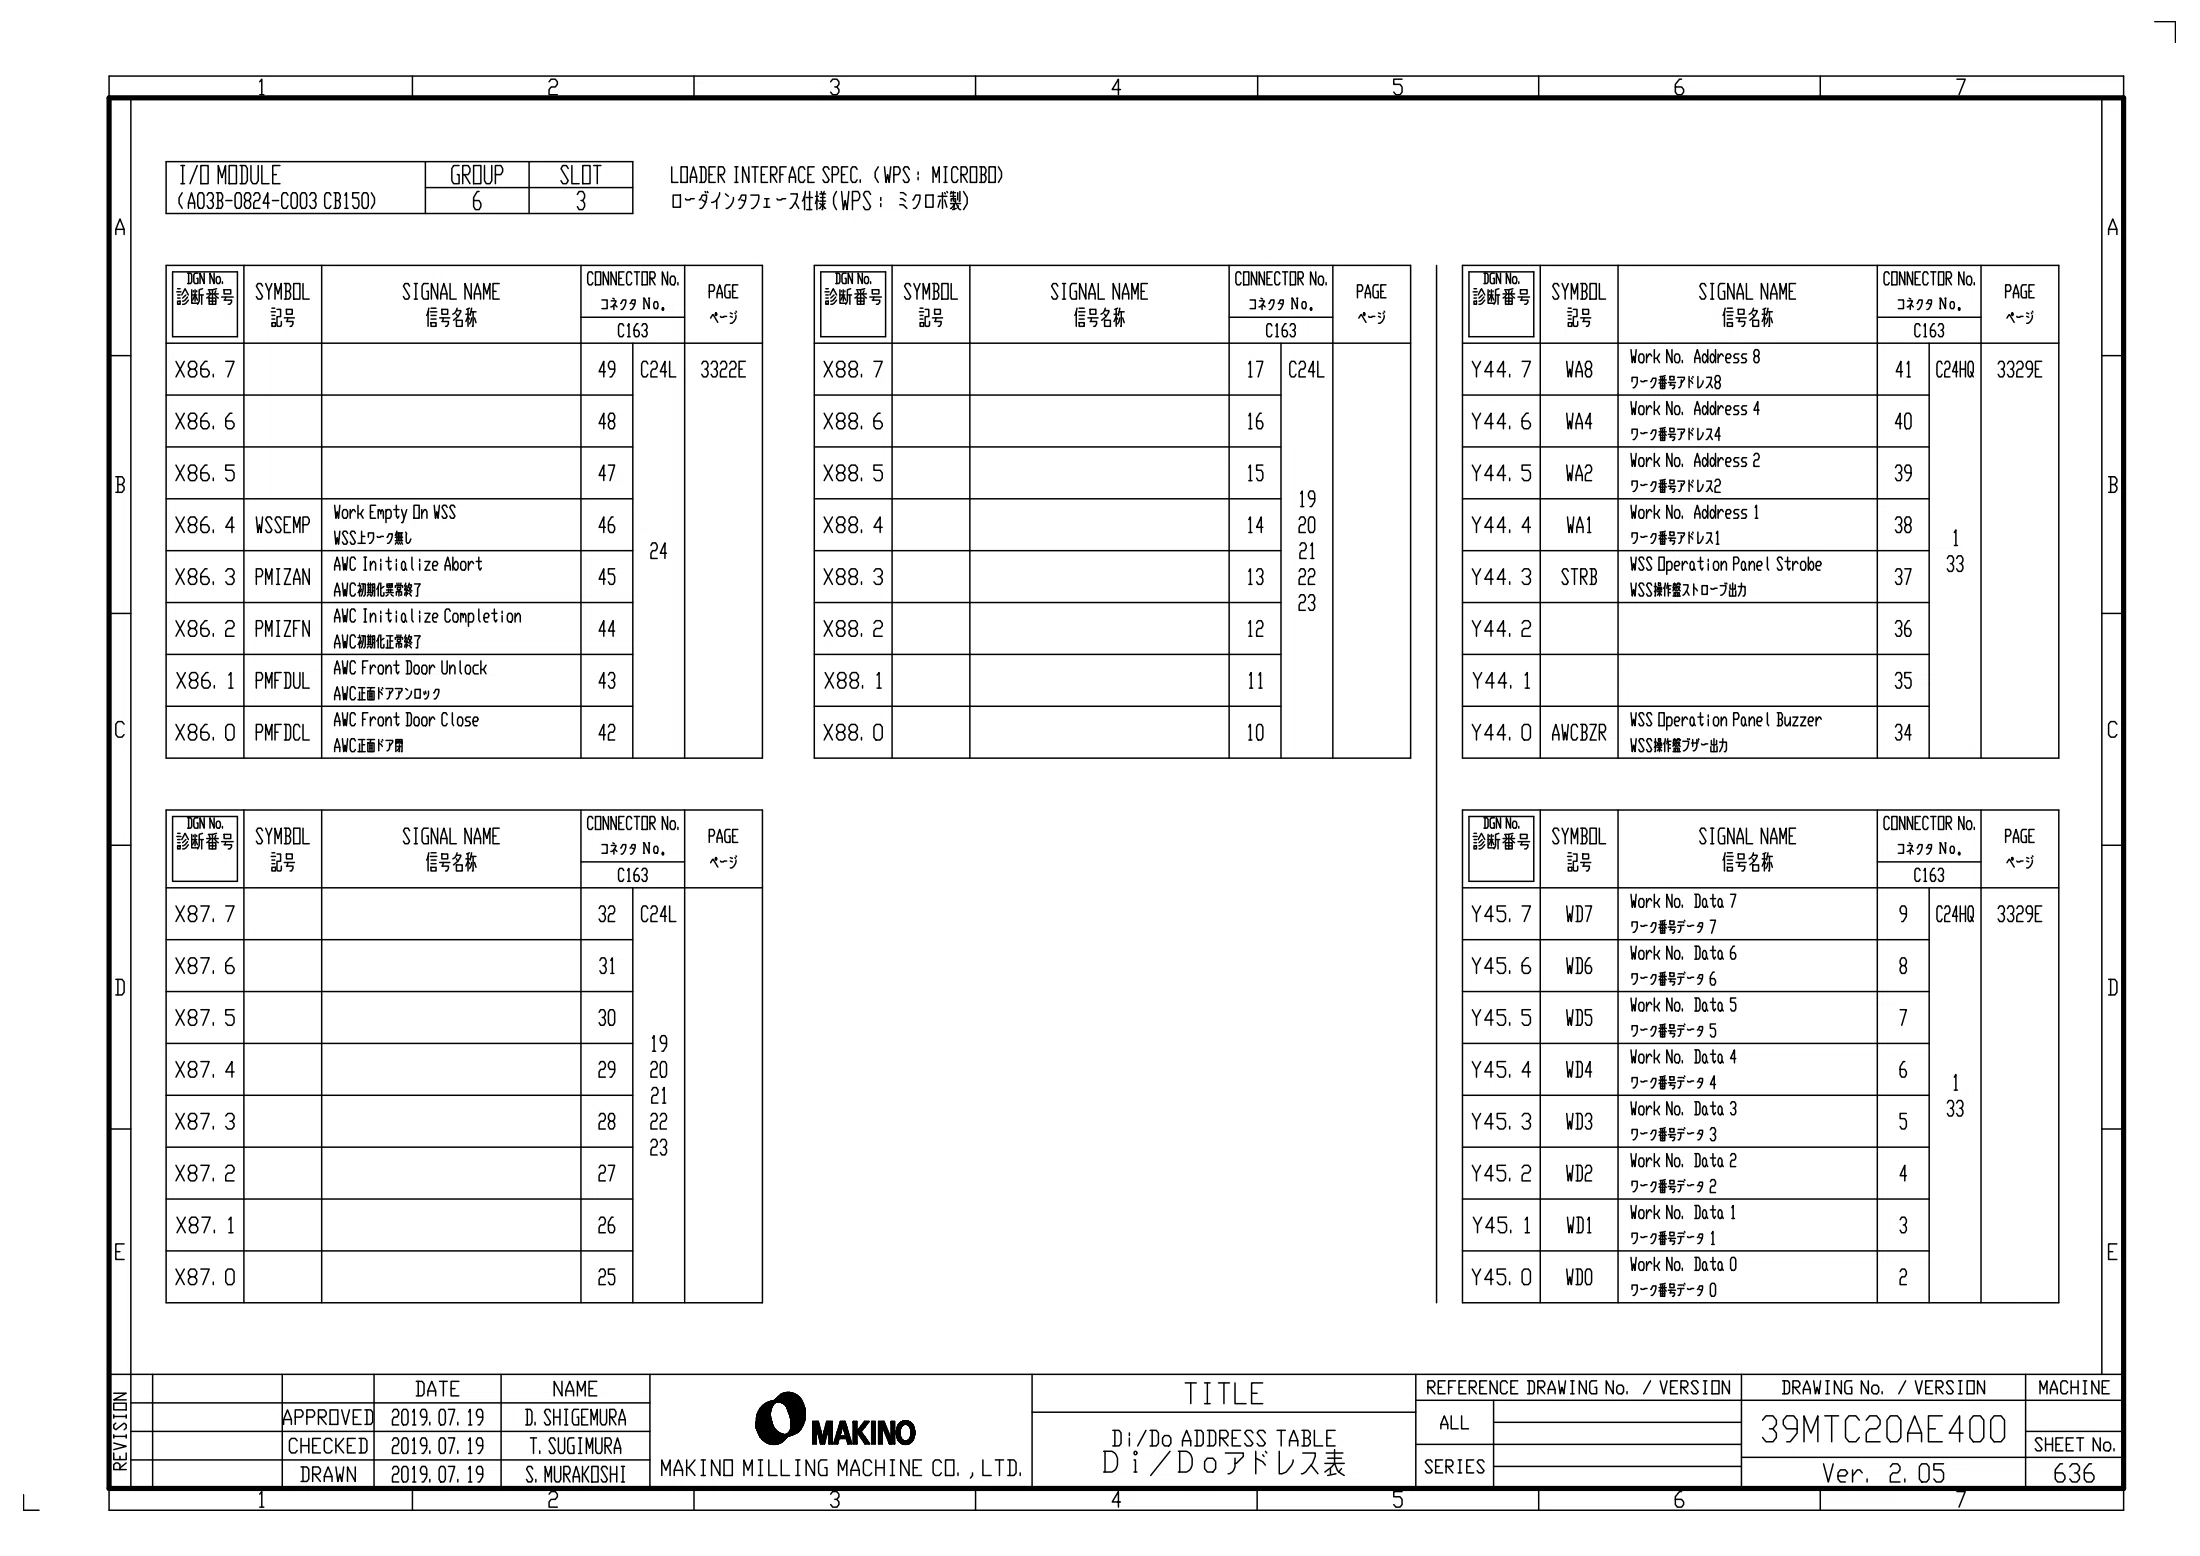 1 2 3 4 5 6 7
I/O MODULE GROUP SLOT
(A03B-0824-C003 CB150) 6 3
LOADER INTERFACE SPEC. (WPS: MICROBO)
ローダインタフェース仕様(WPS: ミクロボ製)
A A
B B
C C
D D
E E
DGN No. SYMBOL SIGNAL NAME CONNECTOR No. PAGE
診断番号 記号 信号名称 コネクタ No. ページ
C163
X86.7 49 C24L 3322E
X86.6 48
X86.5 47
X86.4 WSSEMP Work Empty On WSS 46
WSS上ワーク無し
24
X86.3 PMIZAN AWC Initialize Abort 45
AWC初期化異常終了
X86.2 PMIZFN AWC Initialize Completion 44
AWC初期化正常終了
X86.1 PMFDUL AWC Front Door Unlock 43
AWC正面ドアアンロック
X86.0 PMFDCL AWC Front Door Close 42
AWC正面ドア閉
DGN No. SYMBOL SIGNAL NAME CONNECTOR No. PAGE
診断番号 記号 信号名称 コネクタ No. ページ
C163
X88.7 17 C24L
X88.6 16
X88.5 15
19
X88.4 14 20
21
X88.3 13 22
23
X88.2 12
X88.1 11
X88.0 10
DGN No. SYMBOL SIGNAL NAME CONNECTOR No. PAGE
診断番号 記号 信号名称 コネクタ No. ページ
C163
Y44.7 WA8 Work No. Address 8 41 C24HQ 3329E
ワーク番号アドレス8
Y44.6 WA4 Work No. Address 4 40
ワーク番号アドレス4
Y44.5 WA2 Work No. Address 2 39
ワーク番号アドレス2
Y44.4 WA1 Work No. Address 1 38
ワーク番号アドレス1
1
33
Y44.3 STRB WSS Operation Panel Strobe 37
WSS操作盤ストローブ出力
Y44.2 36
Y44.1 35
Y44.0 AWCBZR WSS Operation Panel Buzzer 34
WSS操作盤ブザー出力
DGN No. SYMBOL SIGNAL NAME CONNECTOR No. PAGE
診断番号 記号 信号名称 コネクタ No. ページ
C163
X87.7 32 C24L
X87.6 31
X87.5 30
19
X87.4 29 20
21
X87.3 28 22
23
X87.2 27
X87.1 26
X87.0 25
DGN No. SYMBOL SIGNAL NAME CONNECTOR No. PAGE
診断番号 記号 信号名称 コネクタ No. ページ
C163
Y45.7 WD7 Work No. Data 7 9 C24HQ 3329E
ワーク番号データ 7
Y45.6 WD6 Work No. Data 6 8
ワーク番号データ 6
Y45.5 WD5 Work No. Data 5 7
ワーク番号データ 5
Y45.4 WD4 Work No. Data 4 6
ワーク番号データ 4
1
33
Y45.3 WD3 Work No. Data 3 5
ワーク番号データ 3
Y45.2 WD2 Work No. Data 2 4
ワーク番号データ 2
Y45.1 WD1 Work No. Data 1 3
ワーク番号データ 1
Y45.0 WD0 Work No. Data 0 2
ワーク番号データ 0
REVISION
DATE NAME
APPROVED 2019.07.19 D. SHIGEMURA
CHECKED 2019.07.19 T. SUGIMURA
DRAWN 2019.07.19 S. MURAKOSHI
MAKINO
MAKINO MILLING MACHINE CO.,LTD.
TITLE
Di/Do ADDRESS TABLE
Di/Doアドレス表
REFERENCE DRAWING No. / VERSION
ALL
SERIES
DRAWING No. / VERSION
39MTC20AE400
Ver. 2.05
MACHINE
SHEET No.
636
1 2 3 4 5 6 7